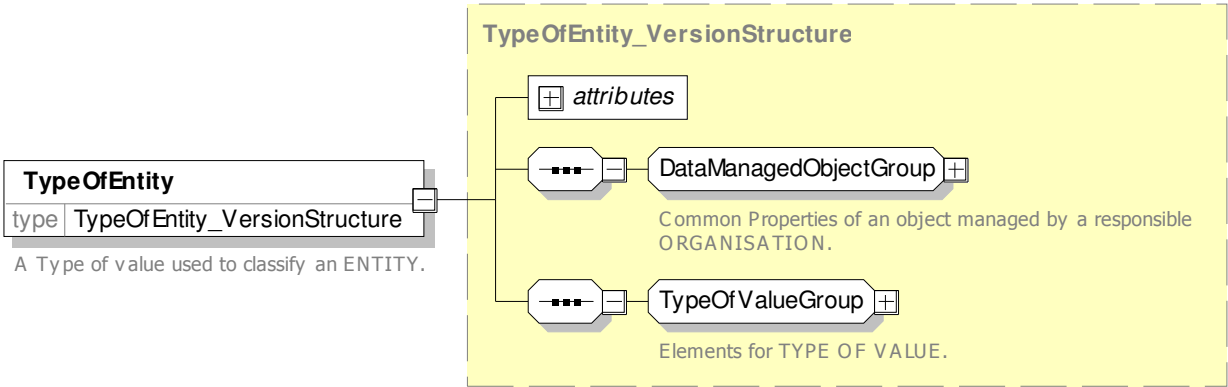 TypeOfEntity_VersionStructure
attributes
TypeOfEntity
type TypeOfEntity_VersionStructure
A Type of value used to classify an ENTITY.
DataManagedObjectGroup
Common Properties of an object managed by a responsible
ORGANISATION.
TypeOfValueGroup
Elements for TYPE OF VALUE.